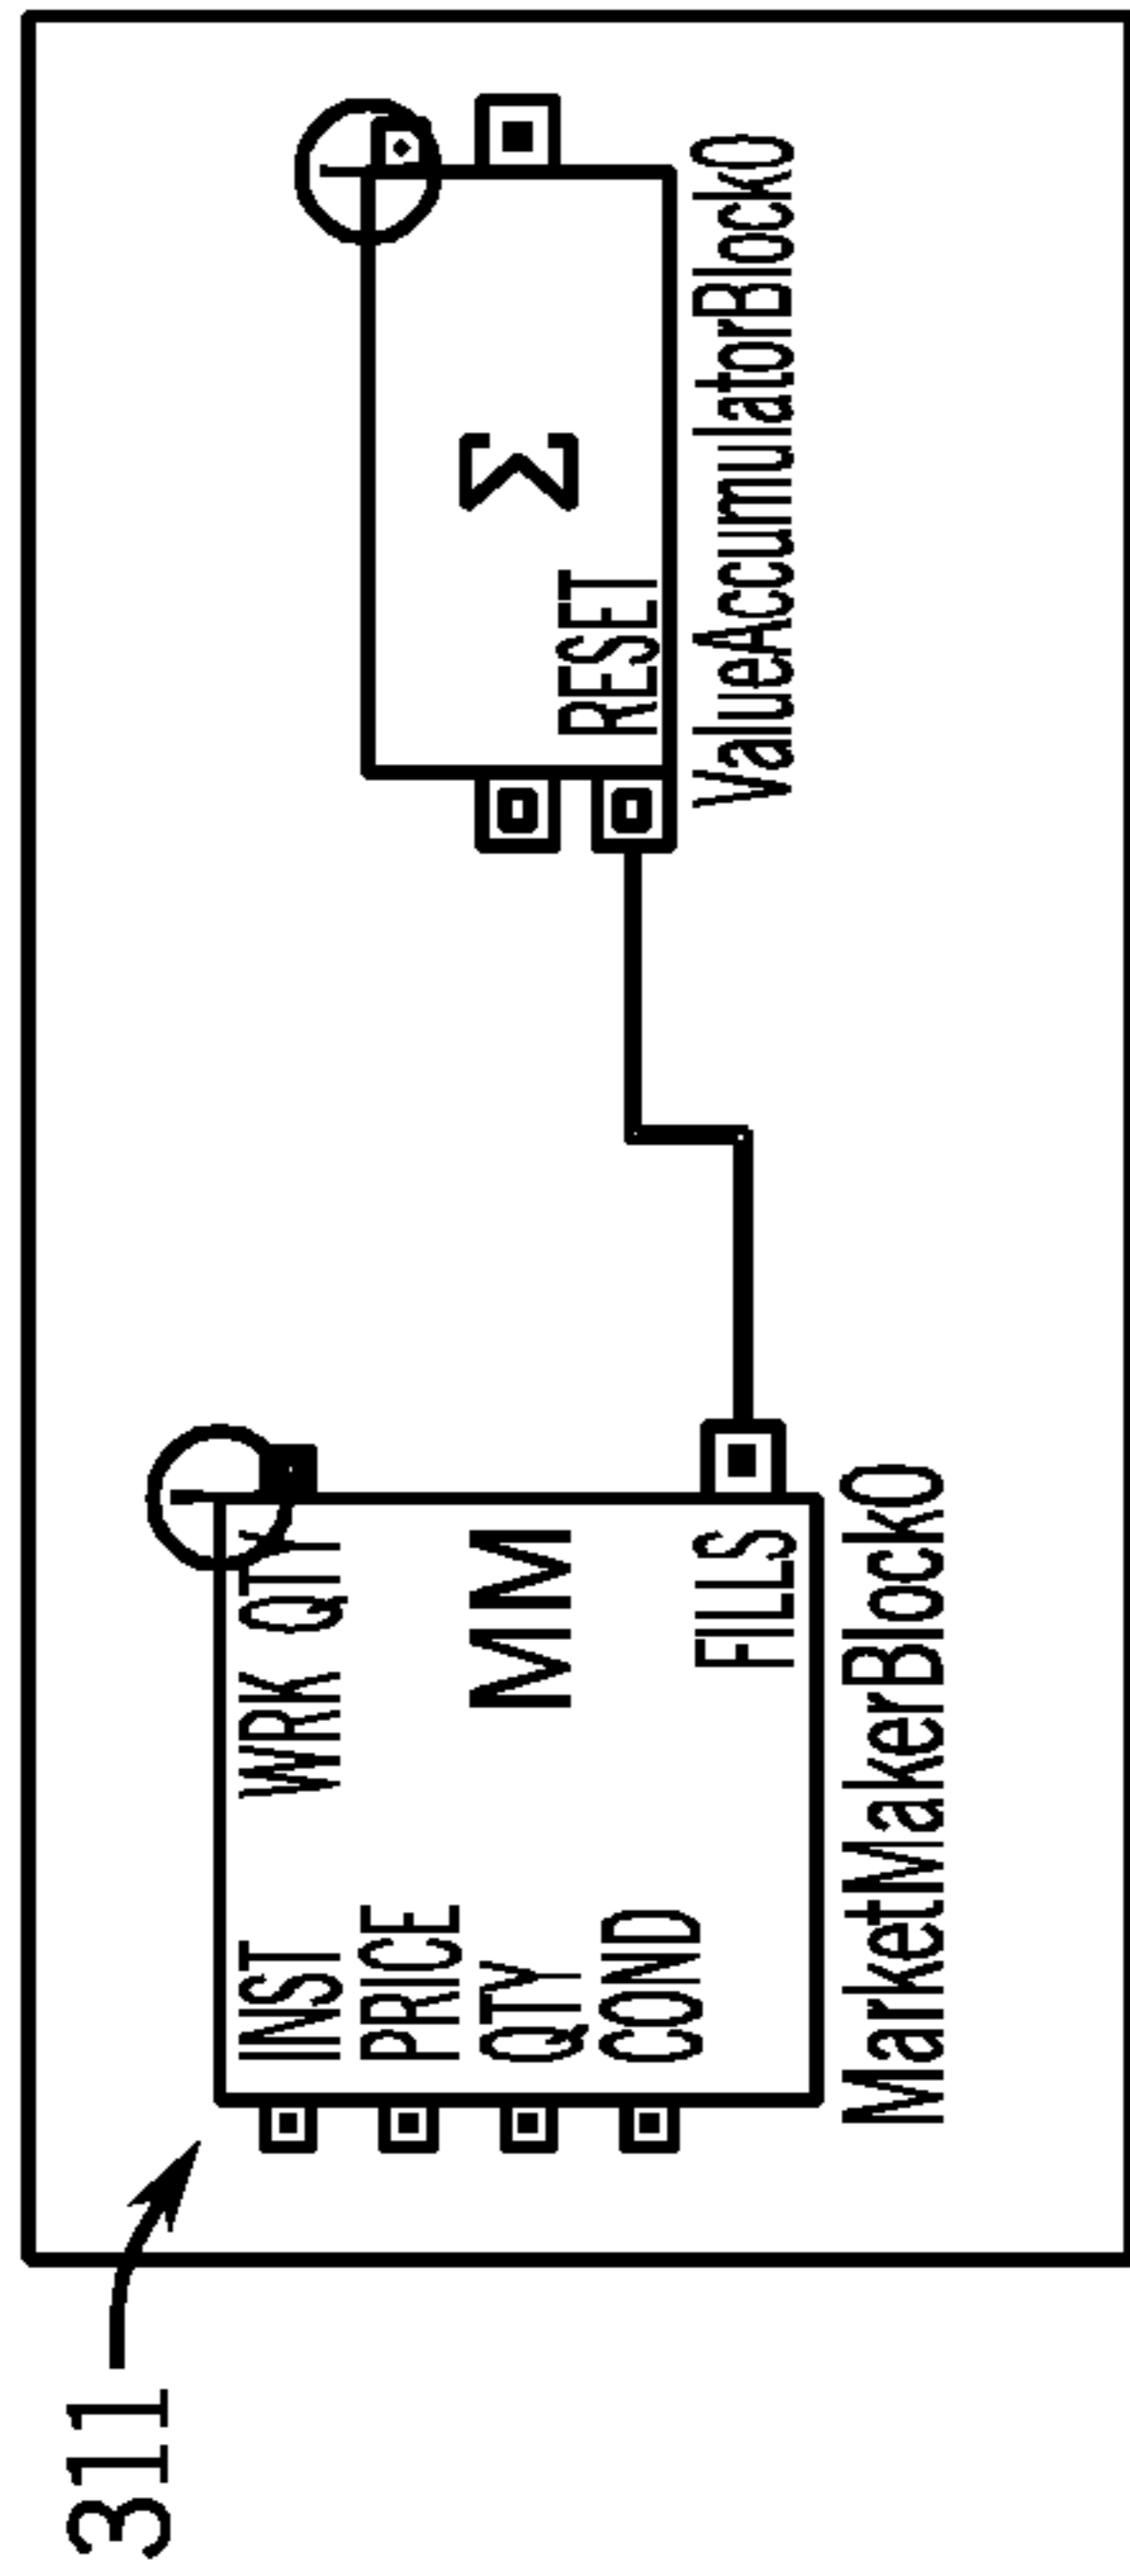 311
INST WRK QTY
PRICE
QTY MM
COND
FILLS
MarketMakerBlock0
Σ
RESET
ValueAccumulatorBlock0